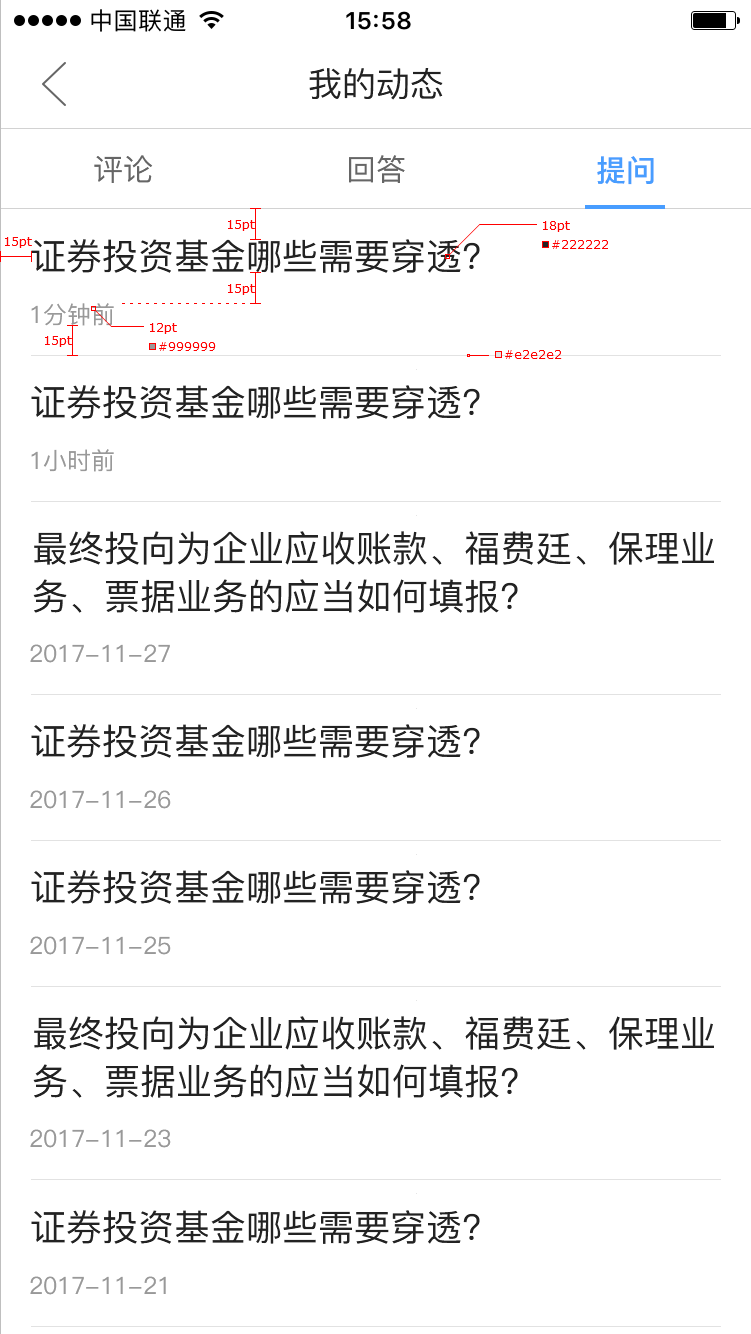 中国联通
15:58
我的动态
评论
回答
提问
15pt
18pt
15pt
#222222
证券投资基金哪些需要穿透?
15pt
1分钟前
12pt
15pt
#999999
#e2e2e2
证券投资基金哪些需要穿透?
1小时前
最终投向为企业应收账款、福费廷、保理业
务、票据业务的应当如何填报?
2017-11-27
证券投资基金哪些需要穿透?
2017-11-26
证券投资基金哪些需要穿透?
2017-11-25
最终投向为企业应收账款、福费廷、保理业
务、票据业务的应当如何填报?
2017-11-23
证券投资基金哪些需要穿透?
2017-11-21